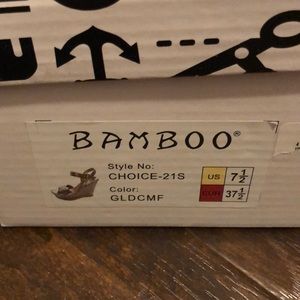 BAMBOO®
Style No:
CHOICE-21S
Color:
GLDCMF
US 7½
EUR 37½